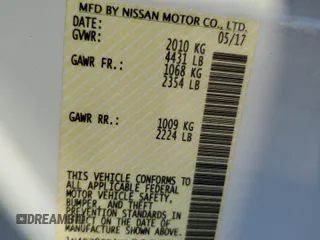 MFD BY NISSAN MOTOR CO., LTD.
DATE: 05/17
GVWR: 2010 KG
4431 LB
GAWR FR.: 1068 KG
2354 LB
GAWR RR.: 1009 KG
2224 LB
THIS VEHICLE CONFORMS TO
ALL APPLICABLE FEDERAL
MOTOR VEHICLE SAFETY,
BUMPER, AND THEFT
PREVENTION STANDARDS
IN EFFECT ON THE DATE OF
MANUFACTURE SHOWN
DREAMBID